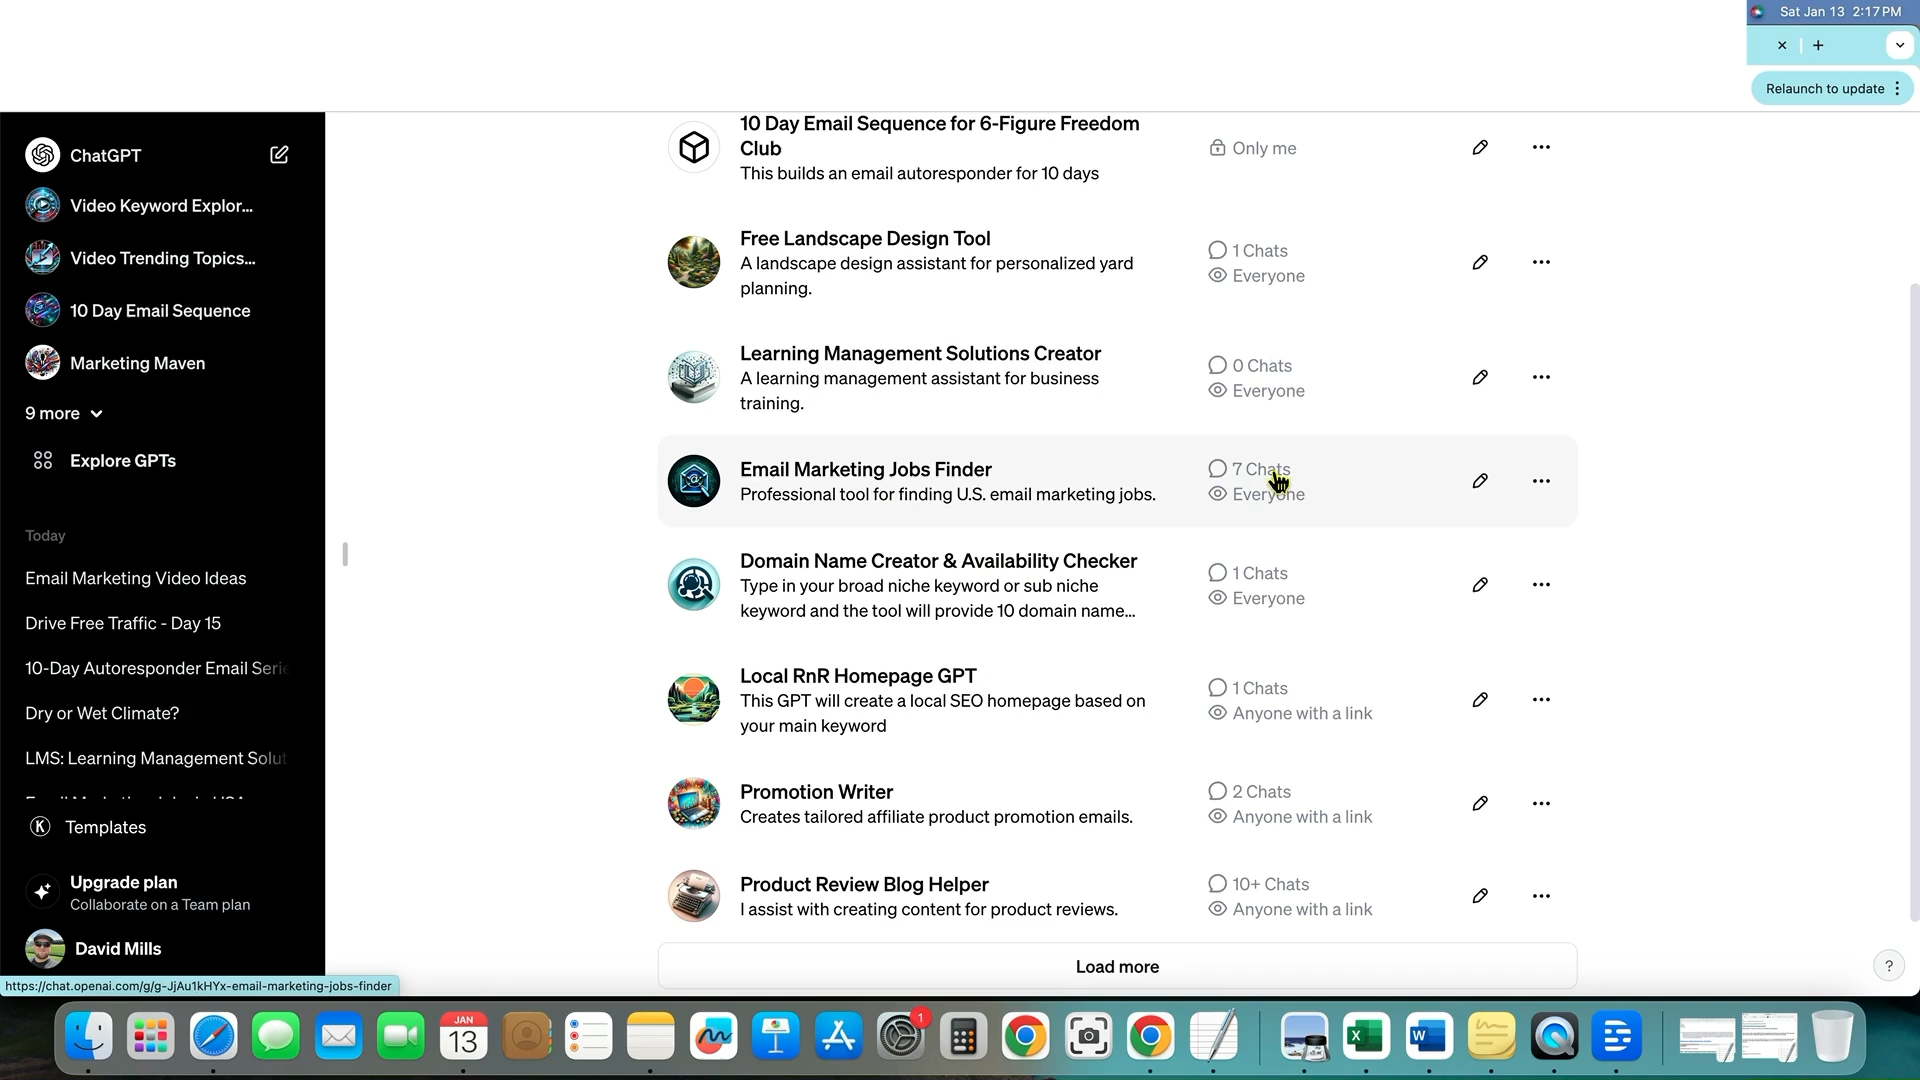 Sat Jan 13 2:17 PM
Relaunch to update
ChatGPT
Video Keyword Explor...
Video Trending Topics...
10 Day Email Sequence
Marketing Maven
9 more
Explore GPTs
Today
Email Marketing Video Ideas
Drive Free Traffic - Day 15
10-Day Autoresponder Email Serie
Dry or Wet Climate?
LMS: Learning Management Solut
Templates
Upgrade plan
Collaborate on a Team plan
David Mills
https://chat.openai.com/g/g-JjAu1kHYx-email-marketing-jobs-finder
10 Day Email Sequence for 6-Figure Freedom
Club
This builds an email autoresponder for 10 days
Only me
Free Landscape Design Tool
A landscape design assistant for personalized yard
planning.
1 Chats
Everyone
Learning Management Solutions Creator
A learning management assistant for business
training.
0 Chats
Everyone
Email Marketing Jobs Finder
Professional tool for finding U.S. email marketing jobs.
7 Chats
Everyone
Domain Name Creator & Availability Checker
Type in your broad niche keyword or sub niche
keyword and the tool will provide 10 domain name...
1 Chats
Everyone
Local RnR Homepage GPT
This GPT will create a local SEO homepage based on
your main keyword
1 Chats
Anyone with a link
Promotion Writer
Creates tailored affiliate product promotion emails.
2 Chats
Anyone with a link
Product Review Blog Helper
I assist with creating content for product reviews.
10+ Chats
Anyone with a link
Load more
?
JAN
13
1
X
W